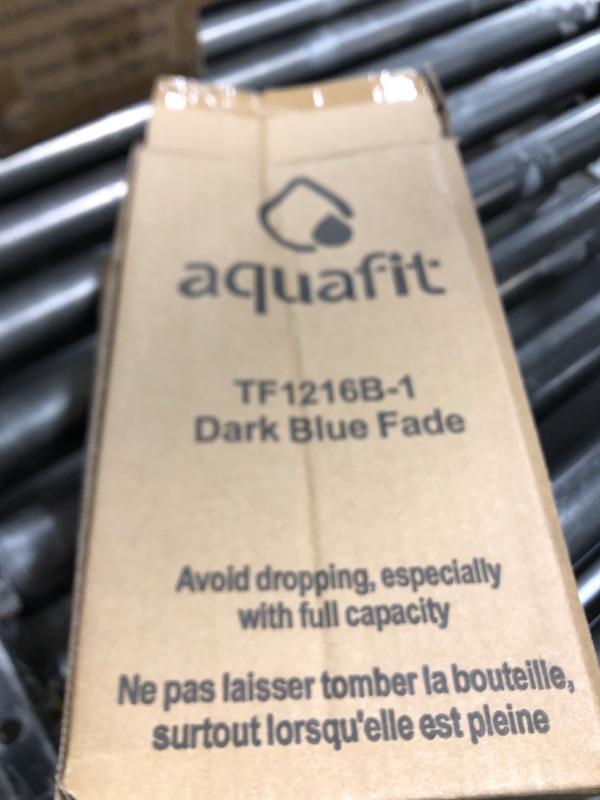 aquafit
TF1216B-1
Dark Blue Fade
Avoid dropping, especially
with full capacity
Ne pas laisser tomber la bouteille,
surtout lorsqu'elle est pleine